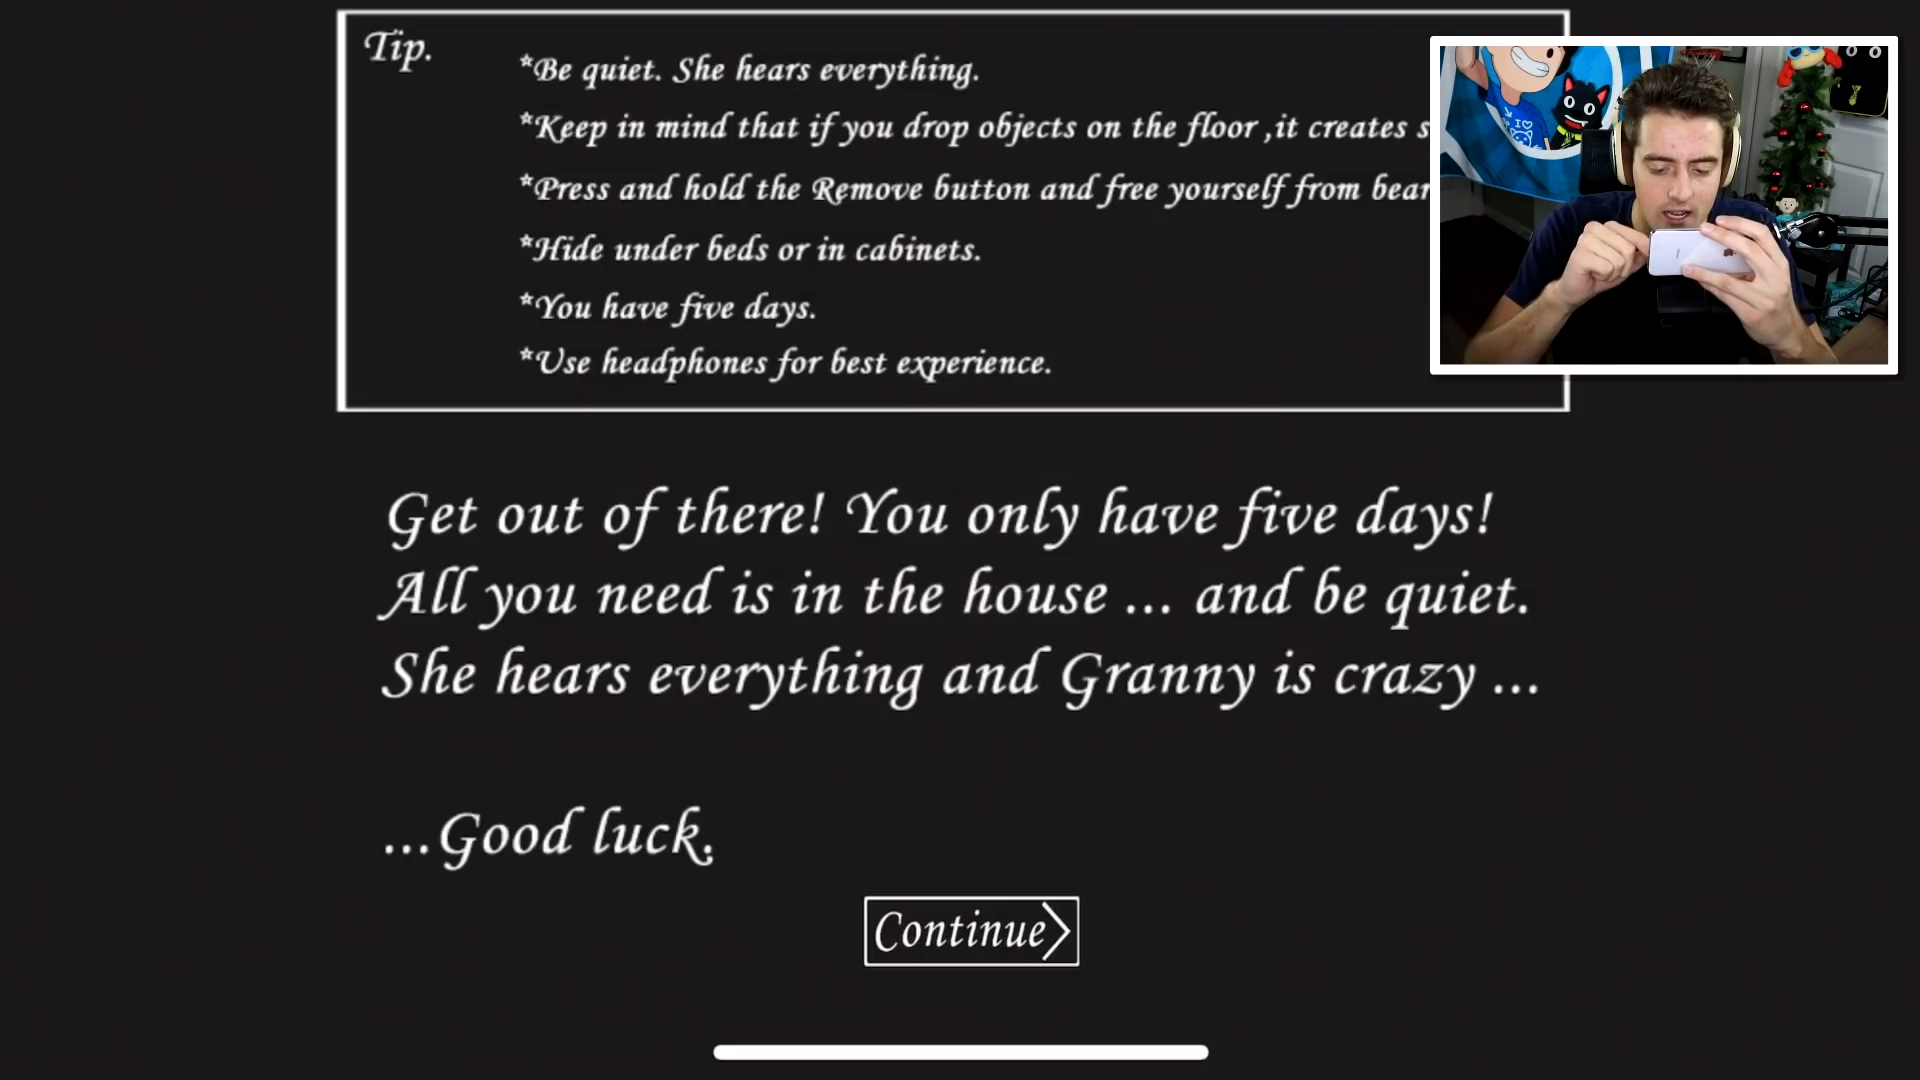 Tip.
*Be quiet. She hears everything.
*Keep in mind that if you drop objects on the floor ,it creates
*Press and hold the Remove button and free yourself from
*Hide under beds or in cabinets.
*You have five days.
*Use headphones for best experience.
Get out of there! You only have five days!
All you need is in the house ... and be quiet.
She hears everything and Granny is crazy ...
...Good luck.
Continue>
I